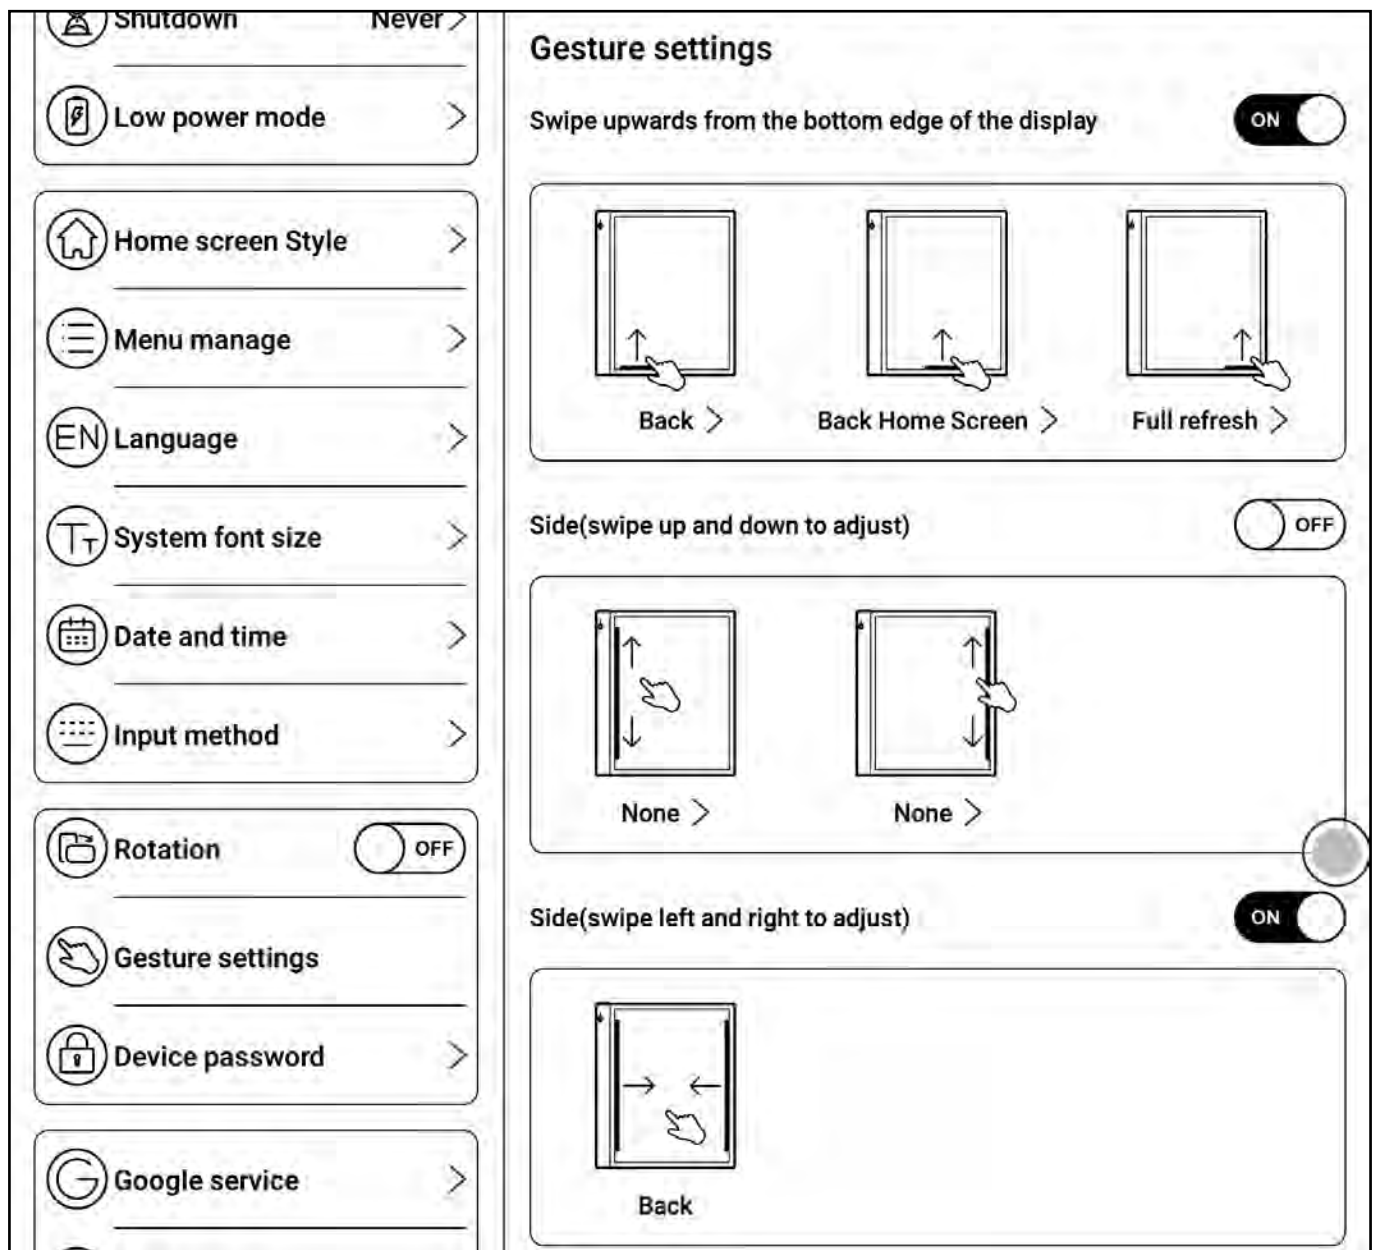 Shutdown Never
Low power mode
Home screen Style
Menu manage
EN Language
TT System font size
Date and time
Input method
Rotation OFF
Gesture settings
Device password
G Google service
Gesture settings
Swipe upwards from the bottom edge of the display ON
Back Back Home Screen Full refresh
Side(swipe up and down to adjust) OFF
None None
Side(swipe left and right to adjust) ON
Back